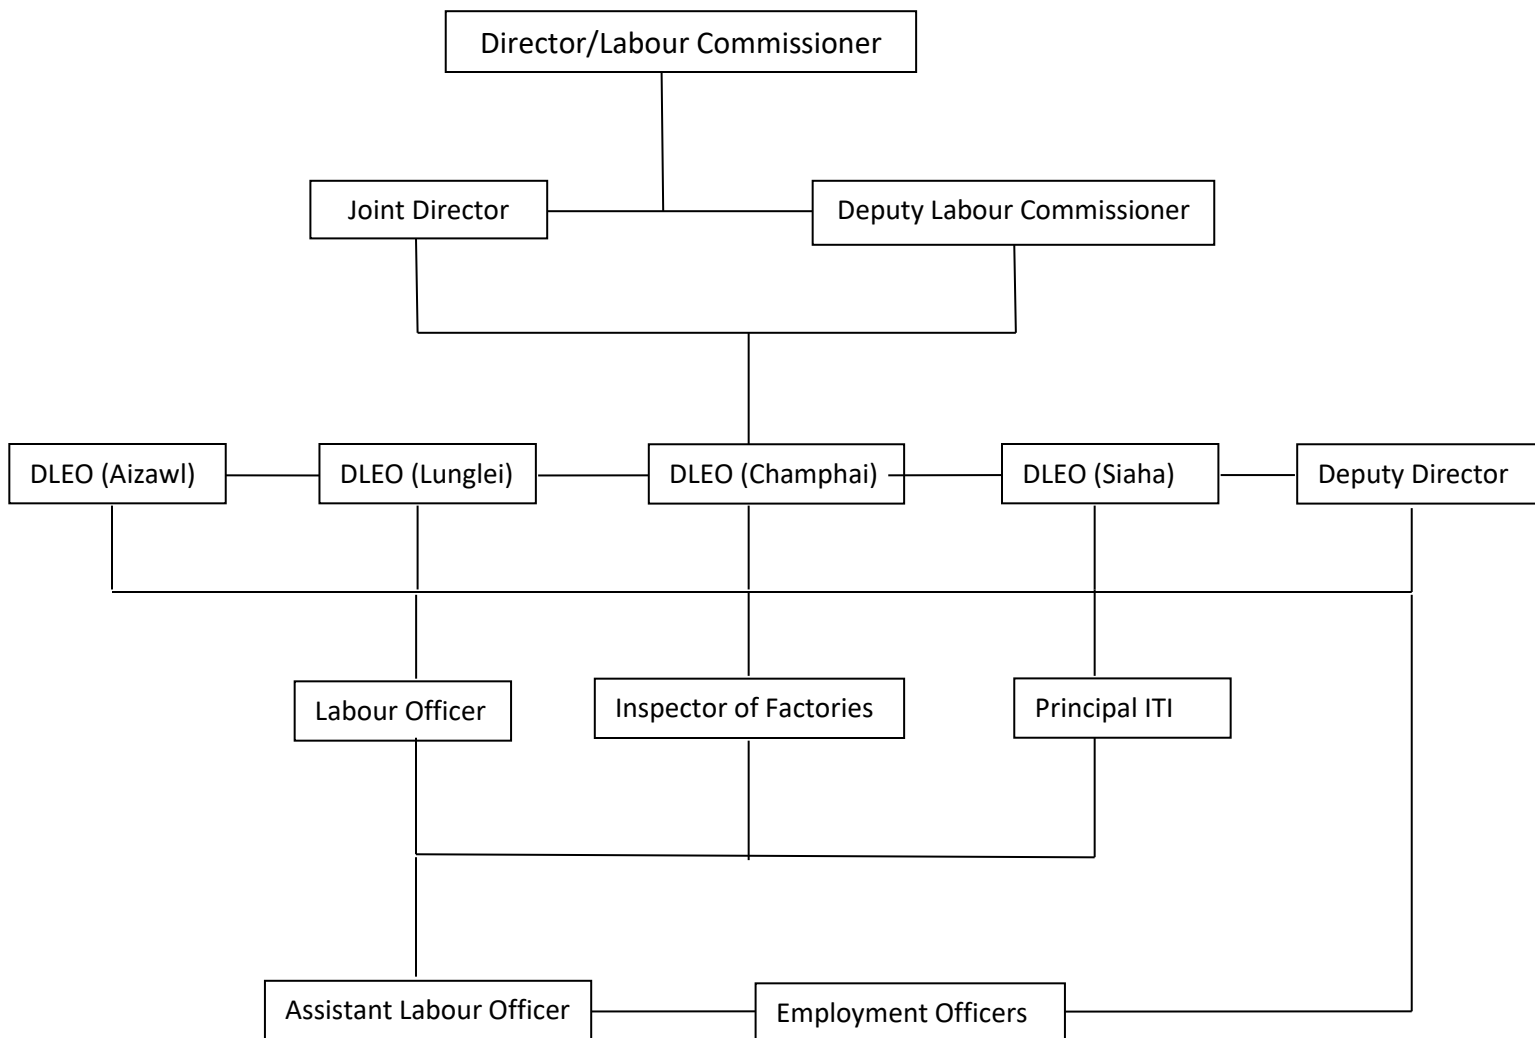 Director/Labour Commissioner
Joint Director
Deputy Labour Commissioner
DLEO (Aizawl)
DLEO (Lunglei)
DLEO (Champhai)
DLEO (Siaha)
Deputy Director
Labour Officer
Inspector of Factories
Principal ITI
Assistant Labour Officer
Employment Officers